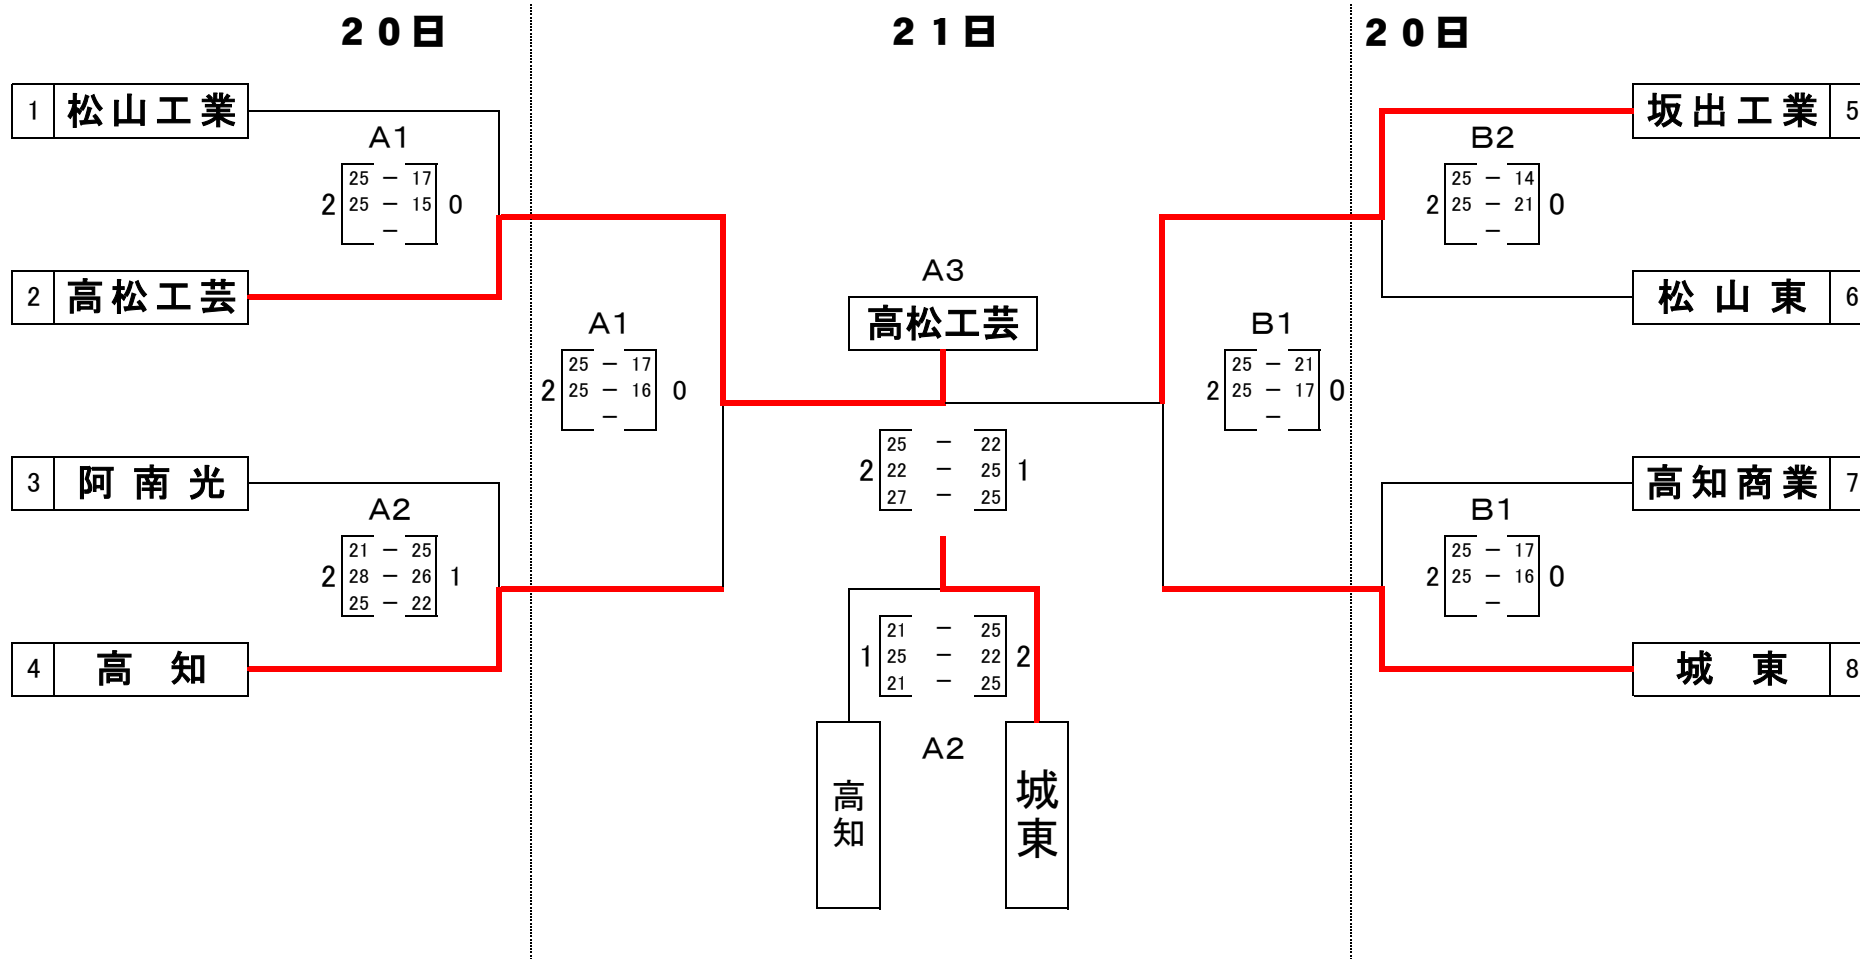 20日
21日
20日
1 松山工業
A1
25 － 17
2 25 － 15 0
－
2 高松工芸
A1
25 － 17
2 25 － 16 0
－
3 阿南光
A2
21 － 25
2 28 － 26 1
25 － 22
4 高知
A3
高松工芸
25 － 22
2 22 － 25 1
27 － 25
21 － 25
1 25 － 22 2
21 － 25
A2
高知
城東
B1
25 － 21
2 25 － 17 0
－
坂出工業 5
B2
25 － 14
2 25 － 21 0
－
松山東 6
高知商業 7
B1
25 － 17
2 25 － 16 0
－
城東 8